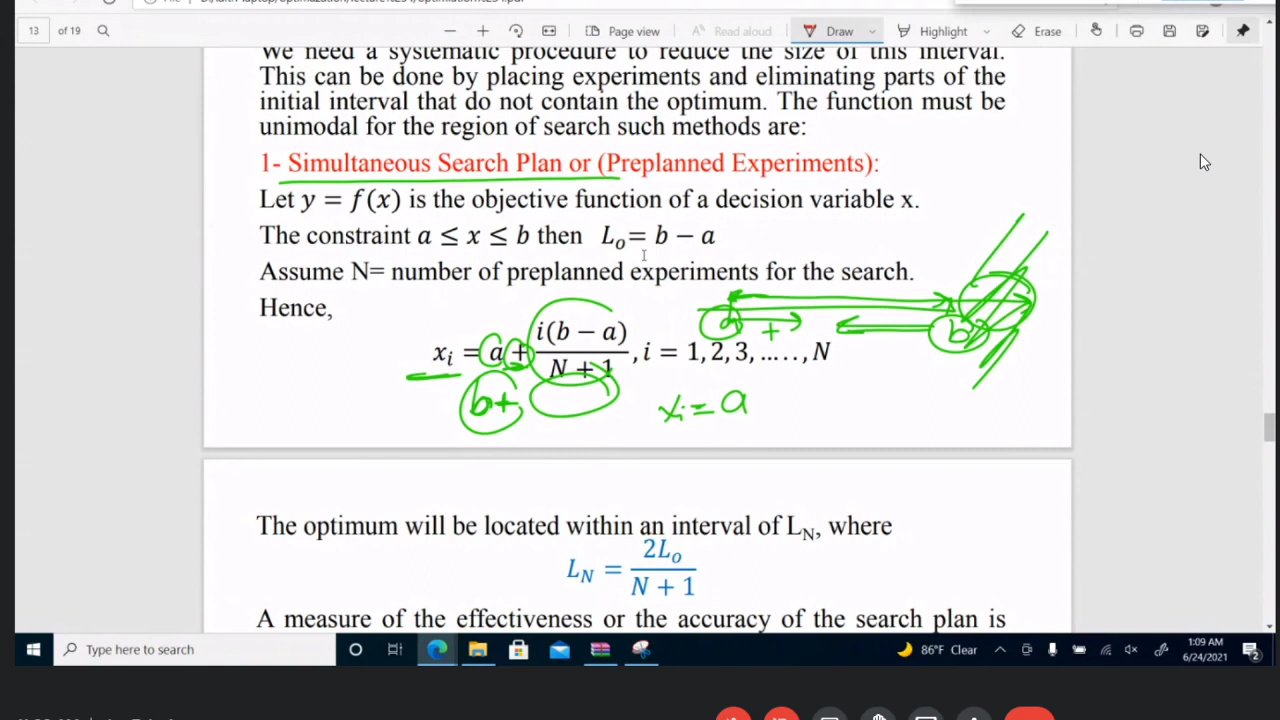 13 of 19 Page view Read aloud Draw Highlight Erase
We need a systematic procedure to reduce the size of this interval.
This can be done by placing experiments and eliminating parts of the
initial interval that do not contain the optimum. The function must be
unimodal for the region of search such methods are:
1- Simultaneous Search Plan or (Preplanned Experiments):
Let y = f(x) is the objective function of a decision variable x.
The constraint a ≤ x ≤ b then Lₒ= b − a
Assume N= number of preplanned experiments for the search.
Hence,
xᵢ = a + i(b − a) / N + 1 , i = 1, 2, 3, … . . , N
a + b
b+
xᵢ = a
The optimum will be located within an interval of L_N, where
L_N = 2Lₒ / N + 1
A measure of the effectiveness or the accuracy of the search plan is
Type here to search 86°F Clear 1:09 AM
6/24/2021 2